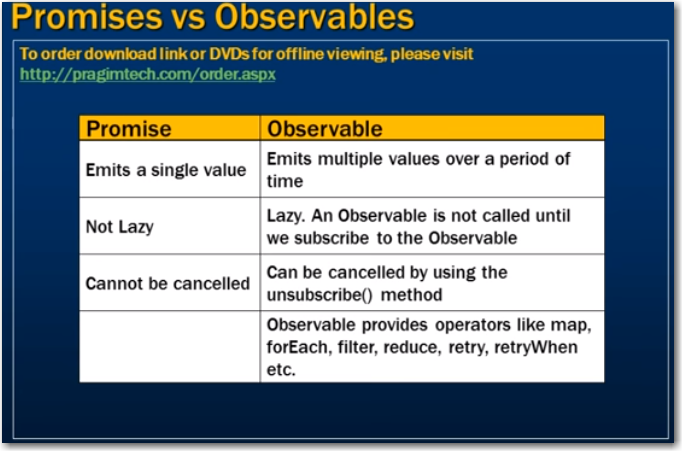 Promises vs Observables
To order download link or DVDs for offline viewing, please visit
http://pragimtech.com/order.aspx
Promise
Observable
Emits a single value
Emits multiple values over a period of
time
Not Lazy
Lazy. An Observable is not called until
we subscribe to the Observable
Cannot be cancelled
Can be cancelled by using the
unsubscribe() method
Observable provides operators like map,
forEach, filter, reduce, retry, retryWhen
etc.